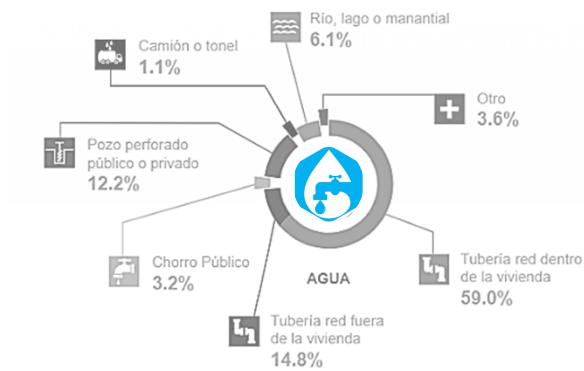 Río, lago o manantial
6.1%
Camión o tonel
1.1%
Otro
3.6%
Pozo perforado
público o privado
12.2%
Chorro Público
3.2%
AGUA
Tubería red dentro
de la vivienda
59.0%
Tubería red fuera
de la vivienda
14.8%